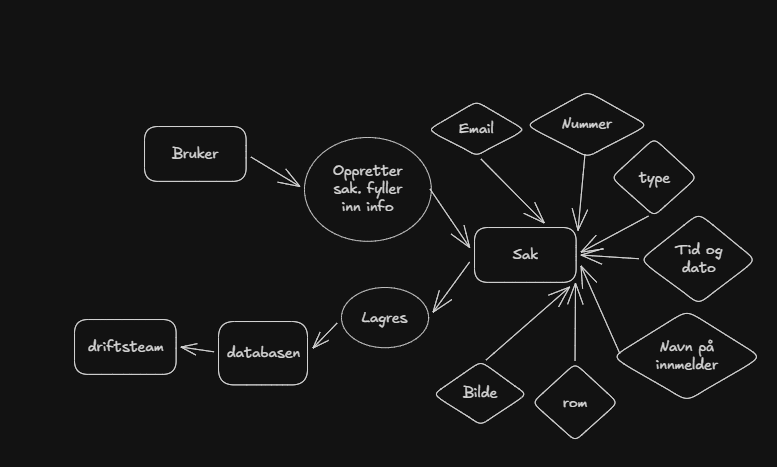 Email
Nummer
Bruker
Oppretter
sak. fyller
inn info
type
Sak
Tid og
dato
Lagres
driftsteam
databasen
Navn på
innmelder
Bilde
rom